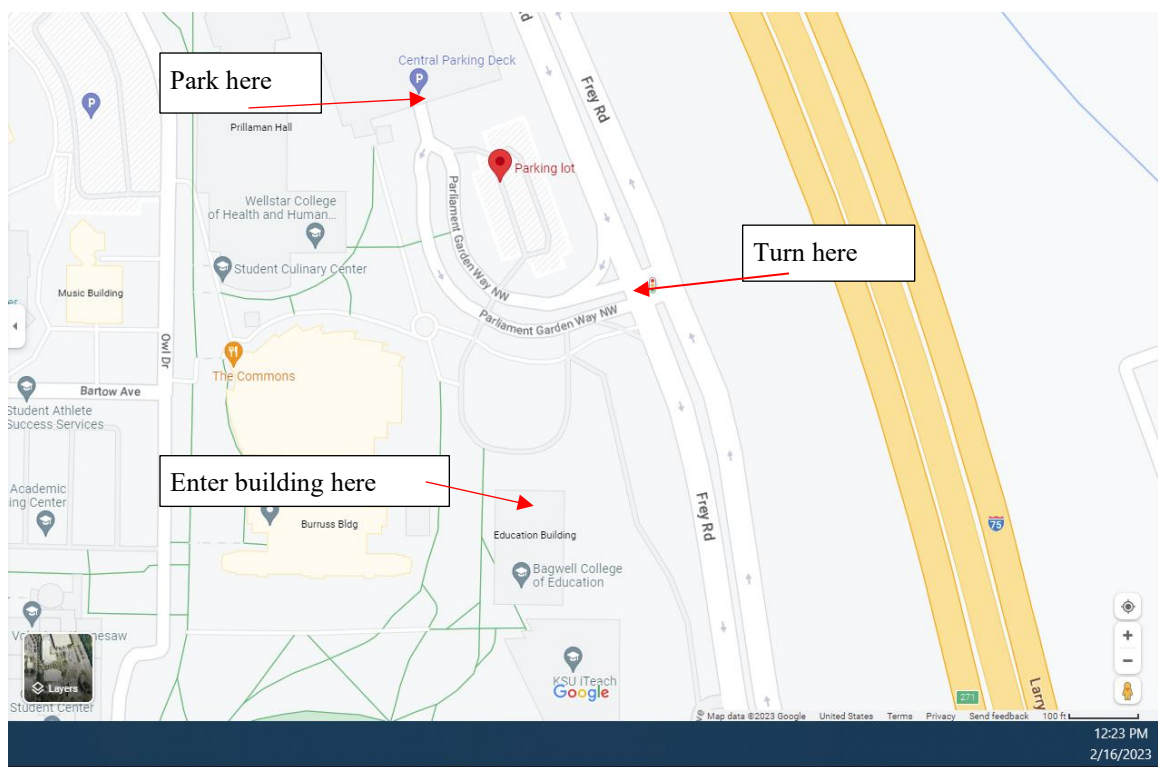 Park here
Central Parking Deck
Frey Rd
P
P
Prillaman Hall
Parking lot
Parliament Garden Way NW
Wellstar College
of Health and Human...
Turn here
Student Culinary Center
Music Building
Parliament Garden Way NW
Owl Dr
The Commons
Bartow Ave
Student Athlete
Success Services
Enter building here
Academic
ing Center
Burruss Bldg
Frey Rd
75
Education Building
Bagwell College
of Education
Vo
nesaw
Layers
KSU iTeach
Google
Student Center
271
Larry
Map data ©2023 Google United States Terms Privacy Send feedback 100 ft
12:23 PM
2/16/2023